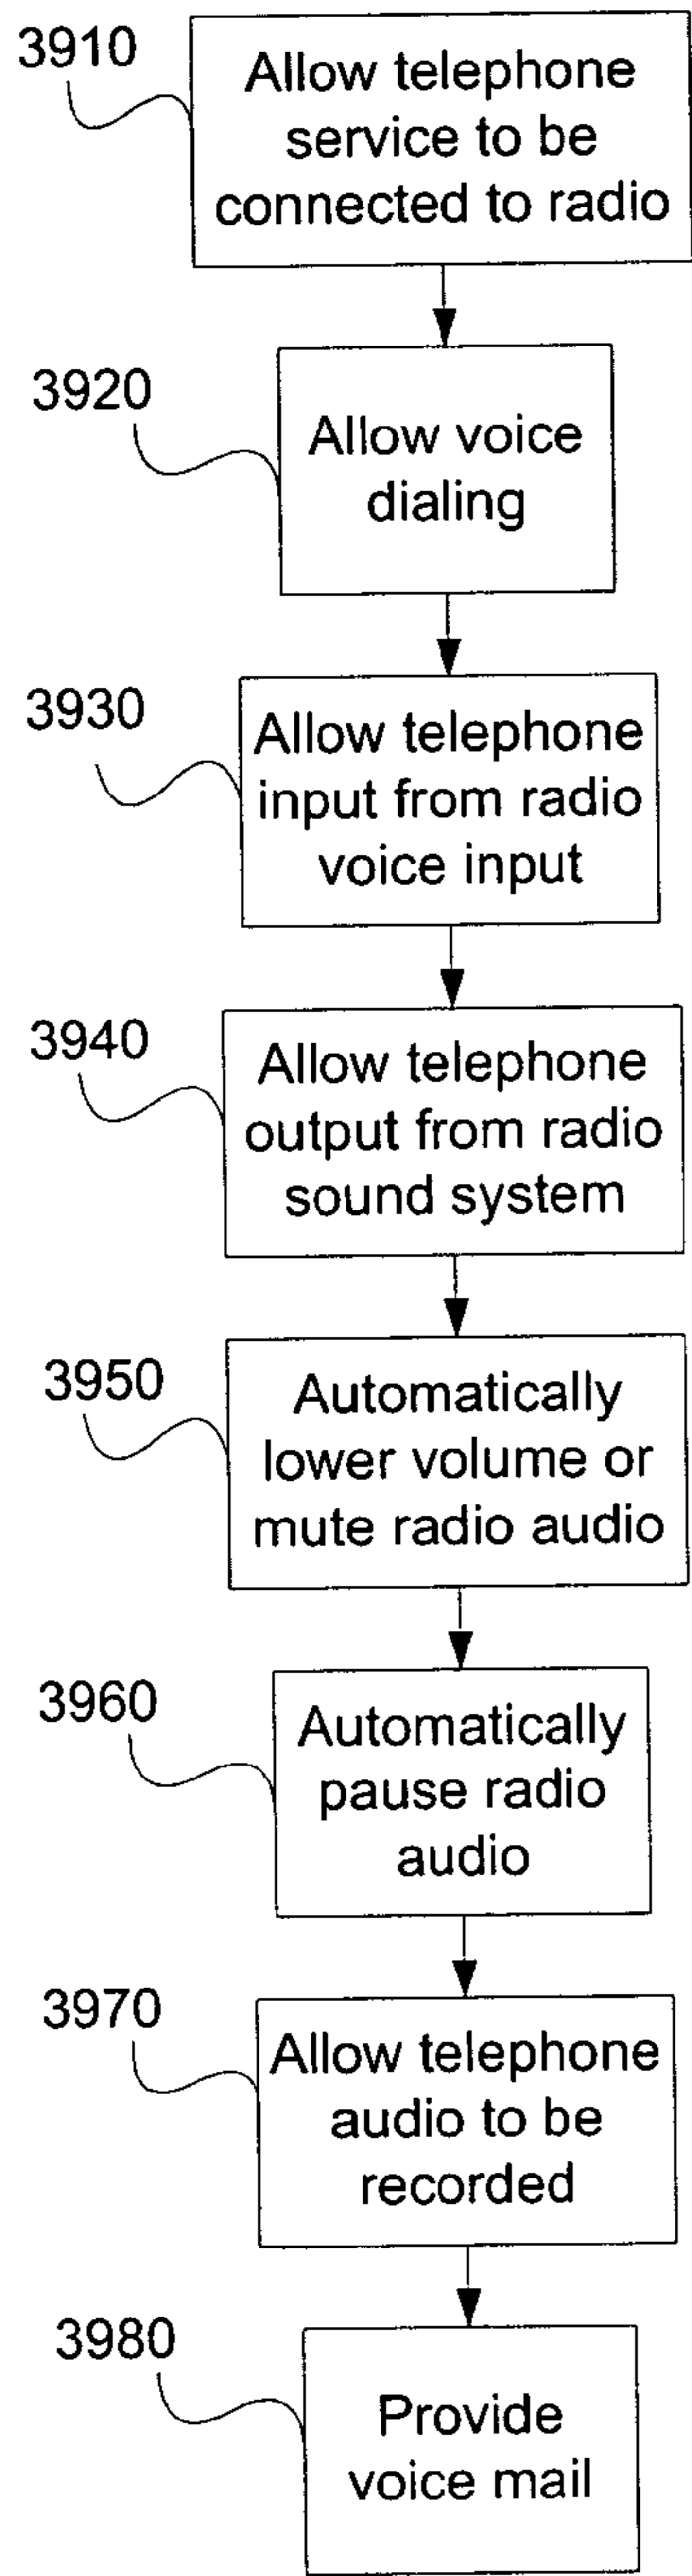 3910
Allow telephone
service to be
connected to radio
3920
Allow voice
dialing
3930
Allow telephone
input from radio
voice input
3940
Allow telephone
output from radio
sound system
3950
Automatically
lower volume or
mute radio audio
3960
Automatically
pause radio
audio
3970
Allow telephone
audio to be
recorded
3980
Provide
voice mail